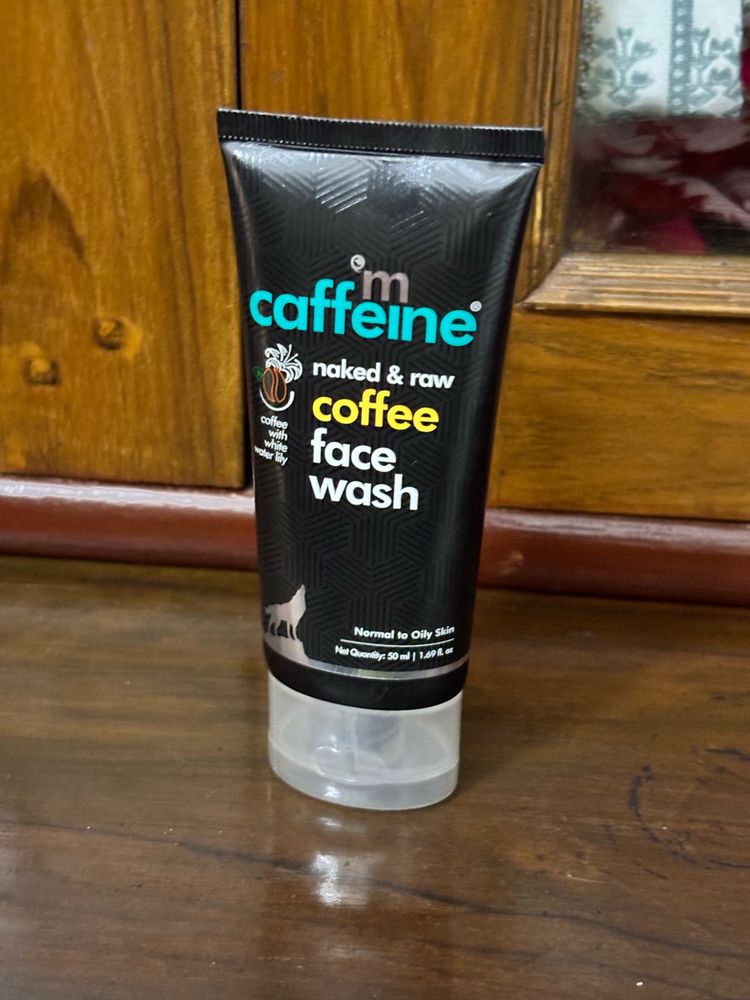 'm
caffeine®
naked & raw
coffee
face
wash
coffee
with
white
water lily
Normal to Oily Skin
Net Quantity: 50 ml | 1.69 fl. oz